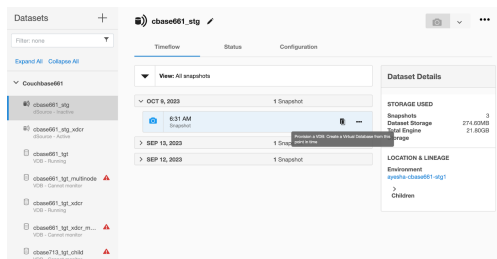 Datasets
Filter: name
Expand All Collapse All
Couchbase661
cbase661_stg
dSource - Inactive
cbase661_stg_xdcr
dSource - Active
cbase661_tgt
VDB - Running
cbase661_tgt_multinode
VDB - Cannot monitor
cbase661_tgt_xdcr
VDB - Running
cbase661_tgt_xdcr_m...
VDB - Cannot monitor
cbase713_tgt_child
cbase661_stg
Timeflow Status Configuration
View: All snapshots
OCT 9, 2023 1 Snapshot
6:31 AM
Snapshot
Provision a VDB: Create a Virtual Database from this
point in time.
SEP 13, 2023 1 Snap
SEP 12, 2023 1 Snapshot
Dataset Details
STORAGE USED
Snapshots 3
Dataset Storage 274.60MB
Total Engine 21.80GB
Storage
LOCATION & LINEAGE
Environment
ayesha-cbase661-stg1
Children